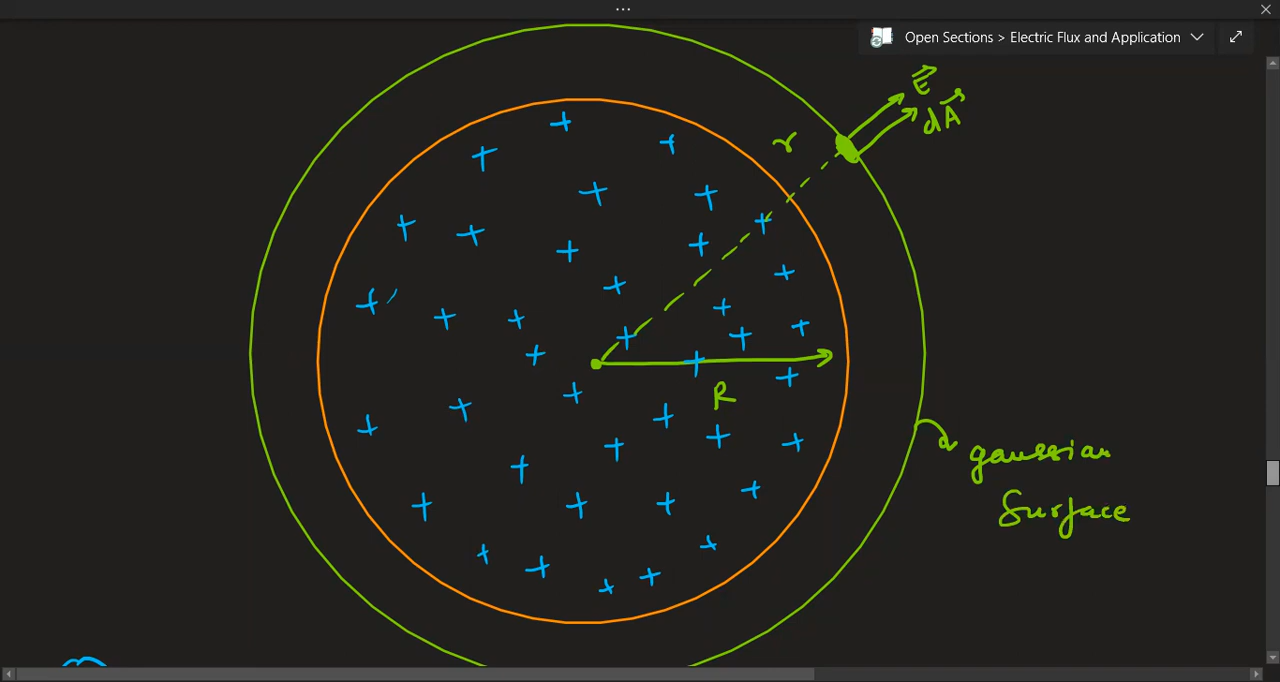 Open Sections > Electric Flux and Application
E⃗
dA⃗
r
R
gaussian
Surface